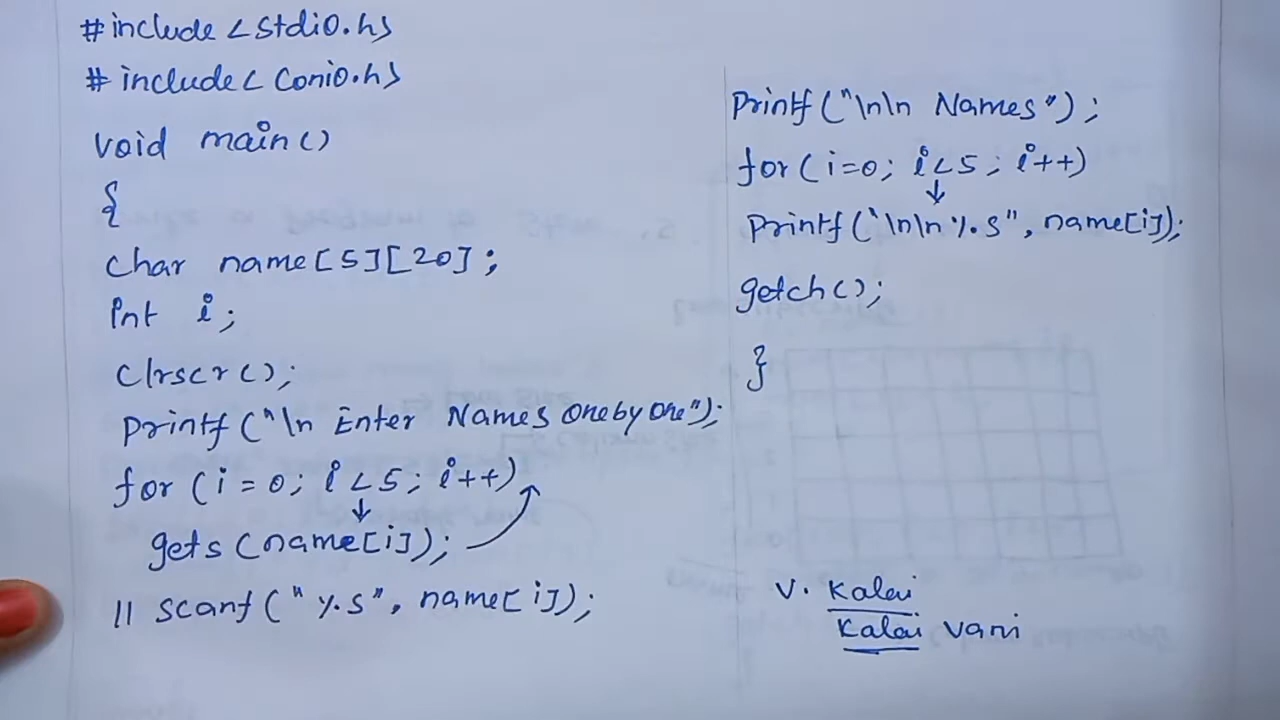 #include <stdio.h>
#include < conio.h>
void main()
{
char name[5][20];
int i;
clrscr();
printf("\n Enter Names one by one");
for (i = 0; i < 5; i++)
gets (name[i]);
// scanf("%s", name[i]);
printf("\n\n Names");
for (i=0; i<5; i++)
printf("\n\n%s", name[i]);
getch();
}
V. Kalai
Kalai vani